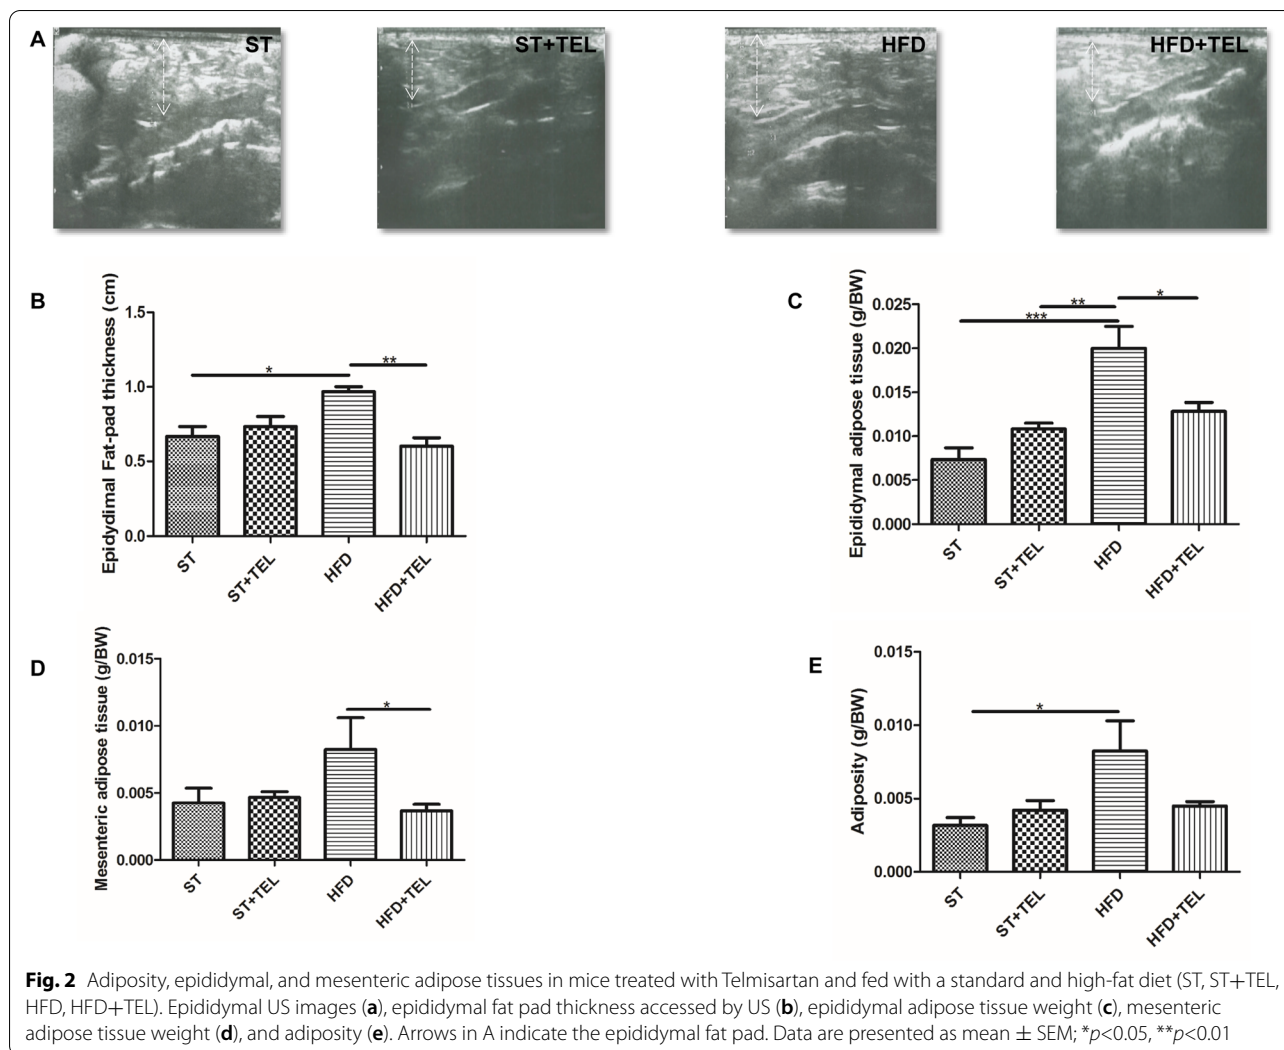 A
ST
ST+TEL
HFD
HFD+TEL
B
Epidydimal Fat-pad thickness (cm)
1.5
1.0
0.5
0.0
*
**
ST
ST+TEL
HFD
HFD+TEL
C
Epididymal adipose tissue (g/BW)
0.025
0.020
0.015
0.010
0.005
0.000
***
**
*
ST
ST+TEL
HFD
HFD+TEL
D
Mesenteric adipose tissue (g/BW)
0.015
0.010
0.005
0.000
*
ST
ST+TEL
HFD
HFD+TEL
E
Adiposity (g/BW)
0.015
0.010
0.005
0.000
*
ST
ST+TEL
HFD
HFD+TEL
Fig. 2 Adiposity, epididymal, and mesenteric adipose tissues in mice treated with Telmisartan and fed with a standard and high-fat diet (ST, ST+TEL,
HFD, HFD+TEL). Epididymal US images (a), epididymal fat pad thickness accessed by US (b), epididymal adipose tissue weight (c), mesenteric
adipose tissue weight (d), and adiposity (e). Arrows in A indicate the epididymal fat pad. Data are presented as mean ± SEM; *p<0.05, **p<0.01